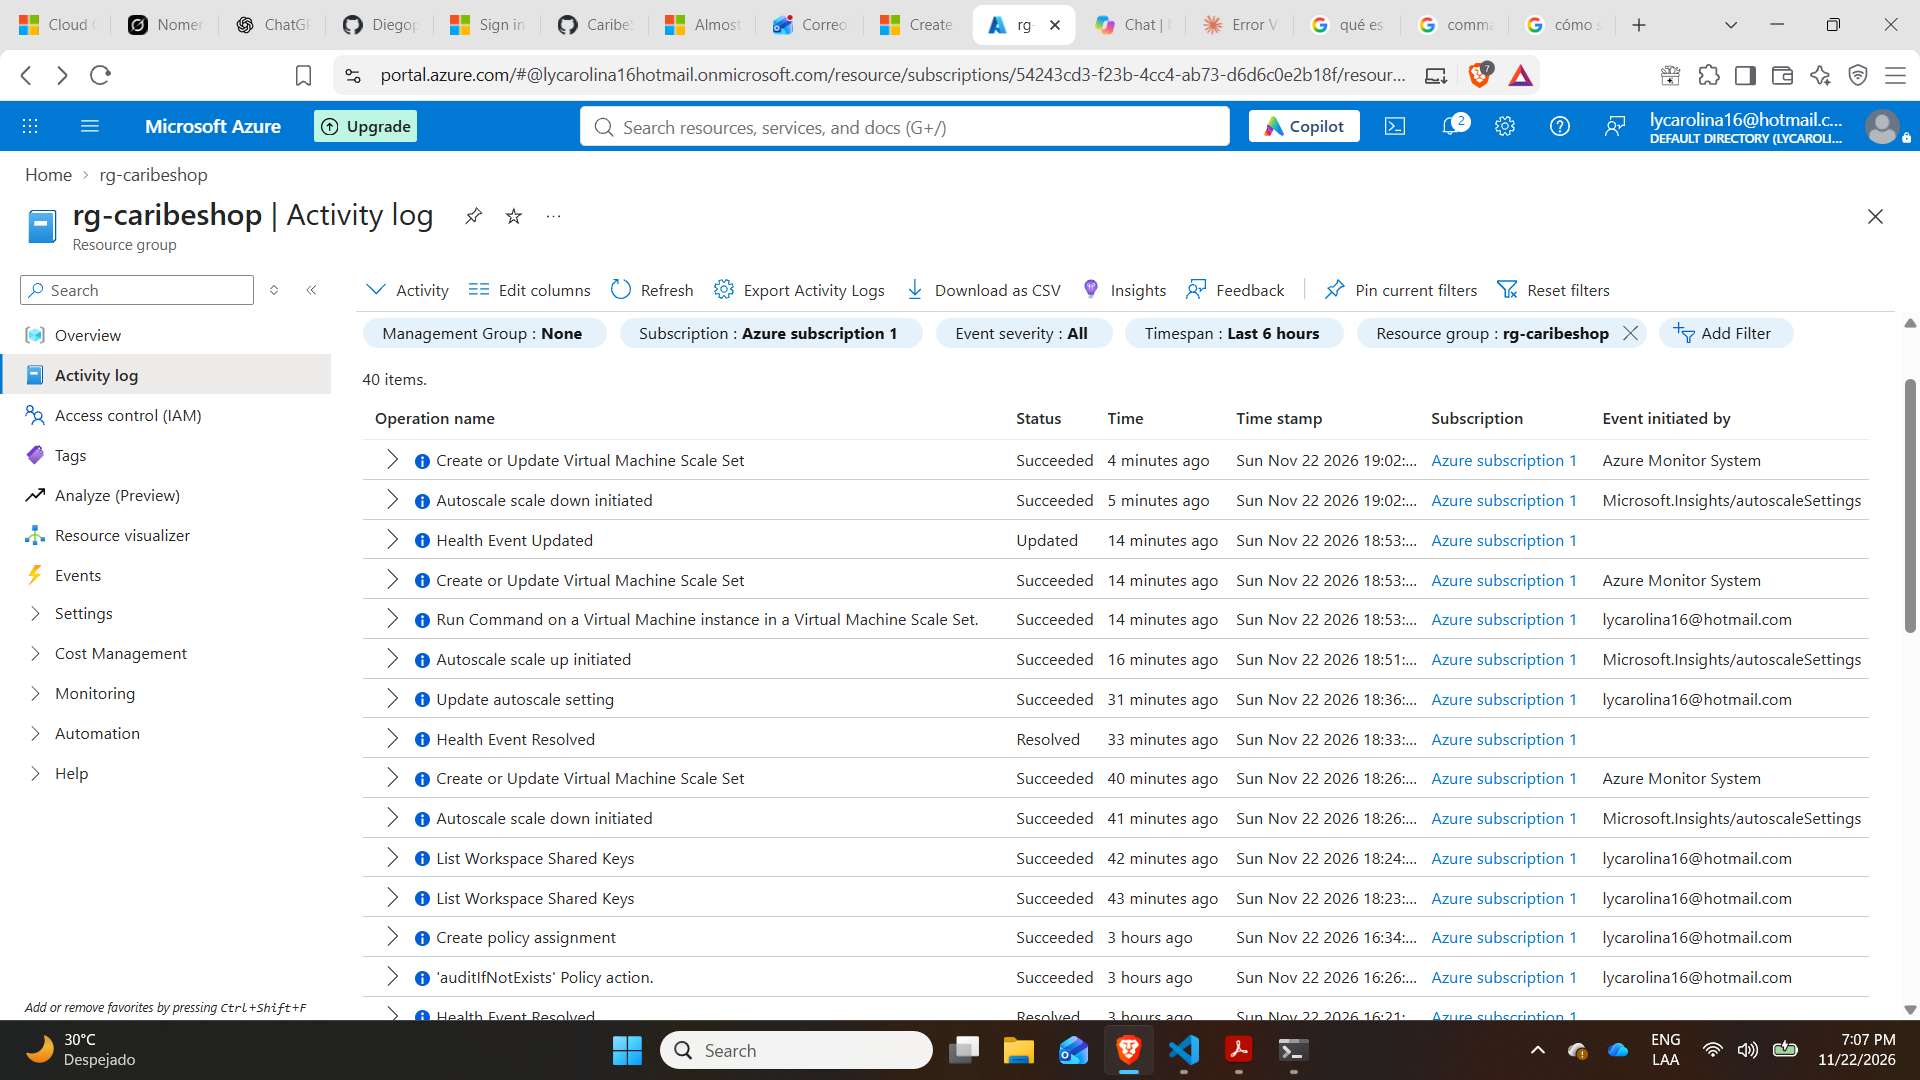 Cloud
Nomen
ChatGP
Diegop
Sign in
CaribeS
Almost
Correo
Create
rg-
Chat |
Error V
qué es
comma
cómo s
portal.azure.com/#@lycarolina16hotmail.onmicrosoft.com/resource/subscriptions/54243cd3-f23b-4cc4-ab73-d6d6c0e2b18f/resour...
7
Microsoft Azure
Upgrade
Search resources, services, and docs (G+/)
Copilot
2
lycarolina16@hotmail.c...
DEFAULT DIRECTORY (LYCAROLI...
Home > rg-caribeshop
rg-caribeshop | Activity log
Resource group
Search
Activity
Edit columns
Refresh
Export Activity Logs
Download as CSV
Insights
Feedback
Pin current filters
Reset filters
Overview
Activity log
Access control (IAM)
Tags
Analyze (Preview)
Resource visualizer
Events
Settings
Cost Management
Monitoring
Automation
Help
Add or remove favorites by pressing Ctrl+Shift+F
Management Group : None
Subscription : Azure subscription 1
Event severity : All
Timespan : Last 6 hours
Resource group : rg-caribeshop
Add Filter
40 items.
Operation name Status Time Time stamp Subscription Event initiated by
Create or Update Virtual Machine Scale Set Succeeded 4 minutes ago Sun Nov 22 2026 19:02:... Azure subscription 1 Azure Monitor System
Autoscale scale down initiated Succeeded 5 minutes ago Sun Nov 22 2026 19:02:... Azure subscription 1 Microsoft.Insights/autoscaleSettings
Health Event Updated Updated 14 minutes ago Sun Nov 22 2026 18:53:... Azure subscription 1
Create or Update Virtual Machine Scale Set Succeeded 14 minutes ago Sun Nov 22 2026 18:53:... Azure subscription 1 Azure Monitor System
Run Command on a Virtual Machine instance in a Virtual Machine Scale Set. Succeeded 14 minutes ago Sun Nov 22 2026 18:53:... Azure subscription 1 lycarolina16@hotmail.com
Autoscale scale up initiated Succeeded 16 minutes ago Sun Nov 22 2026 18:51:... Azure subscription 1 Microsoft.Insights/autoscaleSettings
Update autoscale setting Succeeded 31 minutes ago Sun Nov 22 2026 18:36:... Azure subscription 1 lycarolina16@hotmail.com
Health Event Resolved Resolved 33 minutes ago Sun Nov 22 2026 18:33:... Azure subscription 1
Create or Update Virtual Machine Scale Set Succeeded 40 minutes ago Sun Nov 22 2026 18:26:... Azure subscription 1 Azure Monitor System
Autoscale scale down initiated Succeeded 41 minutes ago Sun Nov 22 2026 18:26:... Azure subscription 1 Microsoft.Insights/autoscaleSettings
List Workspace Shared Keys Succeeded 42 minutes ago Sun Nov 22 2026 18:24:... Azure subscription 1 lycarolina16@hotmail.com
List Workspace Shared Keys Succeeded 43 minutes ago Sun Nov 22 2026 18:23:... Azure subscription 1 lycarolina16@hotmail.com
Create policy assignment Succeeded 3 hours ago Sun Nov 22 2026 16:34:... Azure subscription 1 lycarolina16@hotmail.com
'auditIfNotExists' Policy action. Succeeded 3 hours ago Sun Nov 22 2026 16:26:... Azure subscription 1 lycarolina16@hotmail.com
Health Event Resolved Resolved 3 hours ago Sun Nov 22 2026 16:21:... Azure subscription 1
30°C
Despejado
Search
ENG
LAA
7:07 PM
11/22/2026